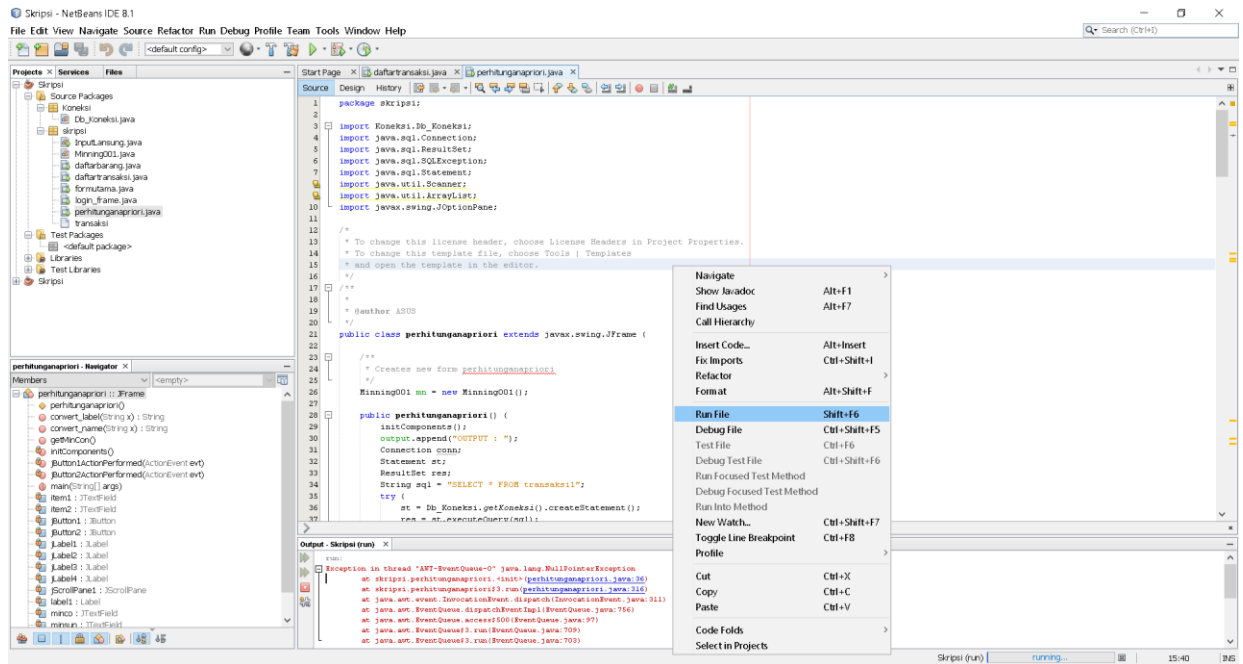 Skripsi - NetBeans IDE 8.1
File Edit View Navigate Source Refactor Run Debug Profile Team Tools Window Help
Search (Ctrl+I)
<default config>
Projects Services Files
Skripsi
Source Packages
Koneksi
Db_Koneksi.java
skripsi
InputLansung.java
Minning001.java
daftarbarang.java
daftartransaksi.java
formutama.java
login_frame.java
perhitunganapriori.java
transaksi
Test Packages
<default package>
Libraries
Test Libraries
Skripsi
perhitunganapriori - Navigator
Members <empty>
perhitunganapriori :: JFrame
perhitunganapriori()
convert_label(String x) : String
convert_name(String x) : String
getMinCon()
initComponents()
jButton1ActionPerformed(ActionEvent evt)
jButton2ActionPerformed(ActionEvent evt)
main(String[] args)
item1 : JTextField
item2 : JTextField
jButton1 : JButton
jButton2 : JButton
jLabel1 : JLabel
jLabel2 : JLabel
jLabel3 : JLabel
jLabel4 : JLabel
jScrollPane1 : JScrollPane
label1 : Label
minco : JTextField
minsun : JTextField
Start Page daftartransaksi.java perhitunganapriori.java
Source Design History
1 package skripsi;
2
3 import Koneksi.Db_Koneksi;
4 import java.sql.Connection;
5 import java.sql.ResultSet;
6 import java.sql.SQLException;
7 import java.sql.Statement;
import java.util.Scanner;
import java.util.ArrayList;
10 import javax.swing.JOptionPane;
11
12 /*
13 * To change this license header, choose License Headers in Project Properties.
14 * To change this template file, choose Tools | Templates
15 * and open the template in the editor.
16 */
17 /**
18 *
19 * @author ASUS
20 */
21 public class perhitunganapriori extends javax.swing.JFrame {
22
23 /**
24 * Creates new form perhitunganapriori
25 */
26 Minning001 mn = new Minning001();
27
28 public perhitunganapriori() {
29 initComponents();
30 output.append("OUTPUT : ");
31 Connection conn;
32 Statement st;
33 ResultSet res;
34 String sql = "SELECT * FROM transaksi1";
35 try {
36 st = Db_Koneksi.getKoneksi().createStatement();
37 res = st.executeQuery(sql);
Navigate
Show Javadoc Alt+F1
Find Usages Alt+F7
Call Hierarchy
Insert Code... Alt+Insert
Fix Imports Ctrl+Shift+I
Refactor
Format Alt+Shift+F
Run File Shift+F6
Debug File Ctrl+Shift+F5
Test File Ctrl+F6
Debug Test File Ctrl+Shift+F6
Run Focused Test Method
Debug Focused Test Method
Run Into Method
New Watch... Ctrl+Shift+F7
Toggle Line Breakpoint Ctrl+F8
Profile
Cut Ctrl+X
Copy Ctrl+C
Paste Ctrl+V
Code Folds
Select in Projects
Output - Skripsi (run)
run:
Exception in thread "AWT-EventQueue-0" java.lang.NullPointerException
at skripsi.perhitunganapriori.<init>(perhitunganapriori.java:36)
at skripsi.perhitunganapriori$3.run(perhitunganapriori.java:316)
at java.awt.event.InvocationEvent.dispatch(InvocationEvent.java:311)
at java.awt.EventQueue.dispatchEventImpl(EventQueue.java:756)
at java.awt.EventQueue.access$500(EventQueue.java:97)
at java.awt.EventQueue$3.run(EventQueue.java:709)
at java.awt.EventQueue$3.run(EventQueue.java:703)
Skripsi (run) running... 15:40 INS